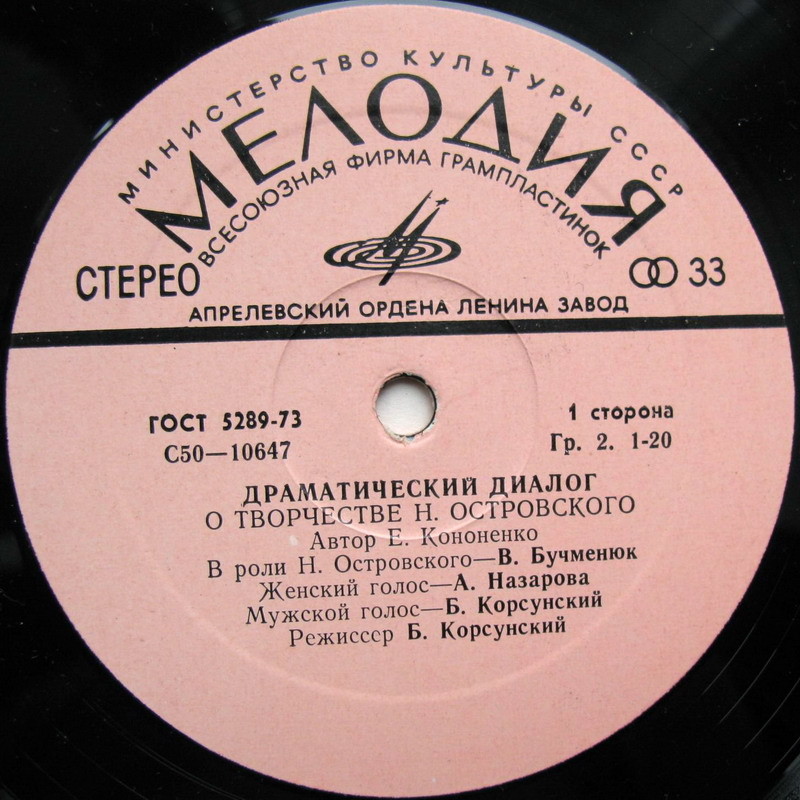 МИНИСТЕРСТВО КУЛЬТУРЫ СССР
МЕЛОДИЯ
ВСЕСОЮЗНАЯ ФИРМА ГРАМПЛАСТИНОК
СТЕРЕО
33
АПРЕЛЕВСКИЙ ОРДЕНА ЛЕНИНА ЗАВОД
ГОСТ 5289-73
1 сторона
С50—10647
Гр. 2. 1-20
ДРАМАТИЧЕСКИЙ ДИАЛОГ
О ТВОРЧЕСТВЕ Н. ОСТРОВСКОГО
Автор Е. Кононенко
В роли Н. Островского—В. Бучменюк
Женский голос—А. Назарова
Мужской голос—Б. Корсунский
Режиссср Б. Корсунский